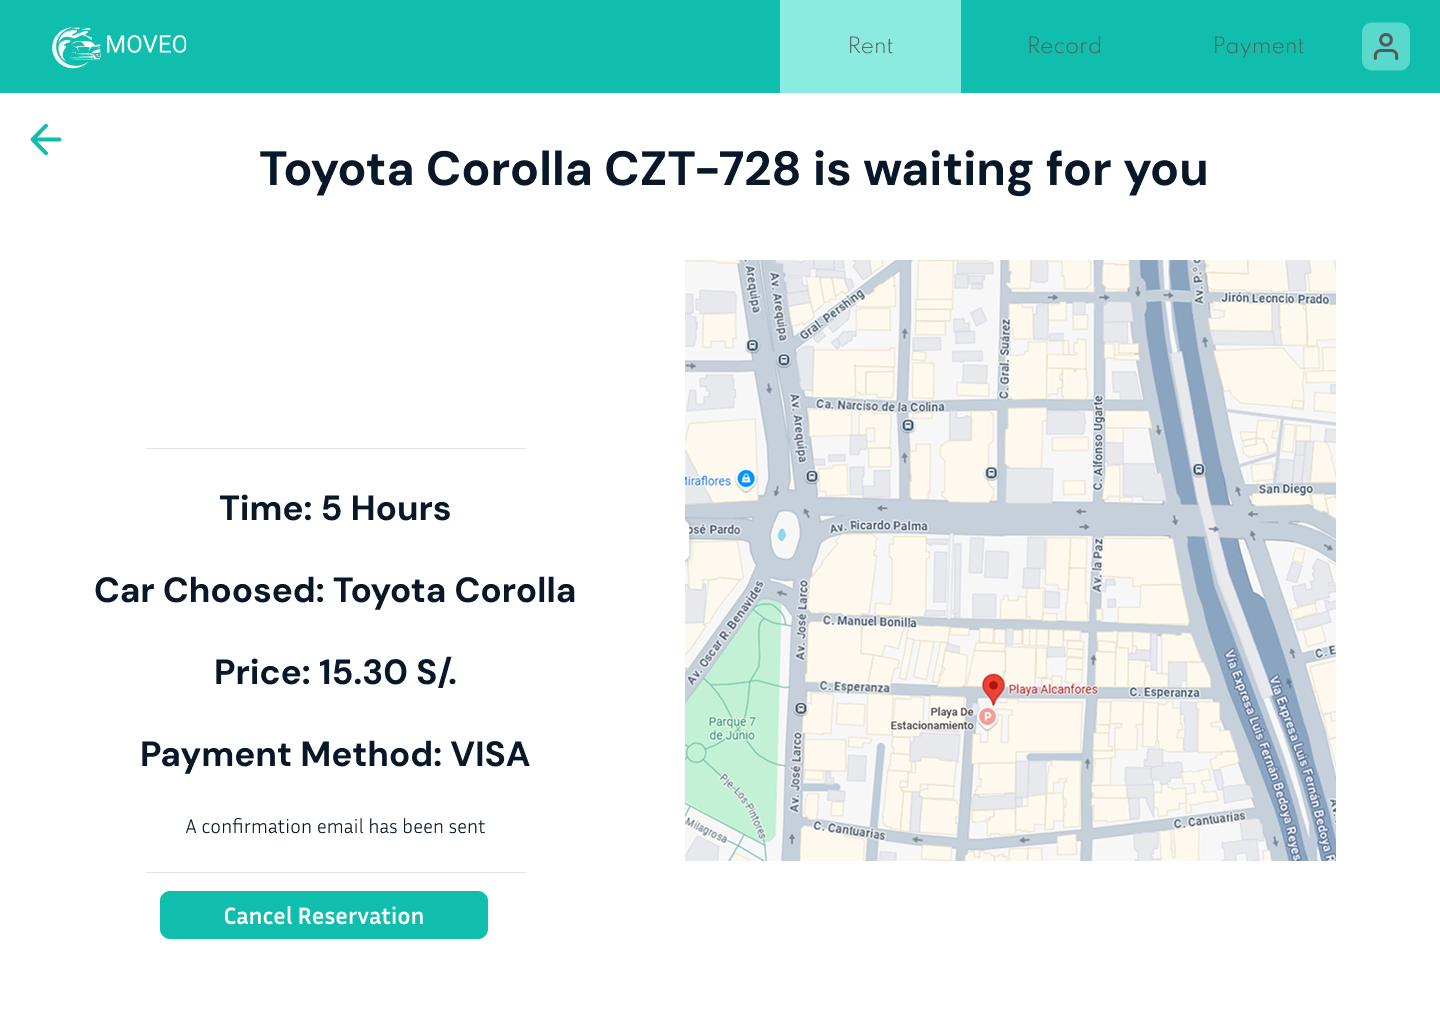 MOVEO
Rent
Record
Payment
Toyota Corolla CZT-728 is waiting for you
Time: 5 Hours
Car Choosed: Toyota Corolla
Price: 15.30 S/.
Payment Method: VISA
A confirmation email has been sent
Cancel Reservation
Arequipa
Av. Arequipa
Gral. Pershing
C. Gral. Suarez
Av. P.º
Jirón Leoncio Prado
Av. Arequipa
Ca. Narciso de la Colina
C. Alfonso Ugarte
Miraflores
San Diego
osé Pardo
Av. Ricardo Palma
Av. la Paz
Av. Oscar R. Benavides
Av. José Larco
C. Manuel Bonilla
C. E
C. Esperanza
Playa Alcanfores
C. Esperanza
Playa De
Estacionamiento
P
Parque 7
de Junio
Av. José Larco
Pje-Los-Pintores
Milagrosa
C. Cantuarias
C. Cantuarias
Vía Expresa Luis Fernán Bedoya Reyes
Vía Expresa Luis Fernán Bedoya R
Av.